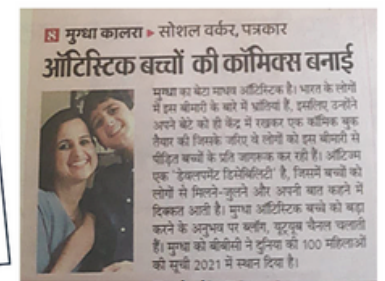 8 मुग्धा कालरा ▸ सोशल वर्कर, पत्रकार
ऑटिस्टिक बच्चों की कॉमिक्स बनाई
मुग्धा का बेटा माधव ऑटिस्टिक है। भारत के लोगों
में इस बीमारी के बारे में भ्रांतियां हैं, इसलिए उन्होंने
अपने बेटे को ही केंद्र में रखकर एक कॉमिक बुक
तैयार की जिसके जरिए वे लोगों को इस बीमारी से
पीड़ित बच्चों के प्रति जागरूक कर रही हैं। ऑटिज्म
एक 'डेवलपमेंट डिसेबिलिटी' है, जिसमें बच्चों को
लोगों से मिलने-जुलने और अपनी बात कहने में
दिक्कत आती है। मुग्धा ऑटिस्टिक बच्चे को बड़ा
करने के अनुभव पर ब्लॉग, यूट्यूब चैनल चलाती
हैं। मुग्धा को बीबीसी ने दुनिया की 100 महिलाओं
की सूची 2021 में स्थान दिया है।